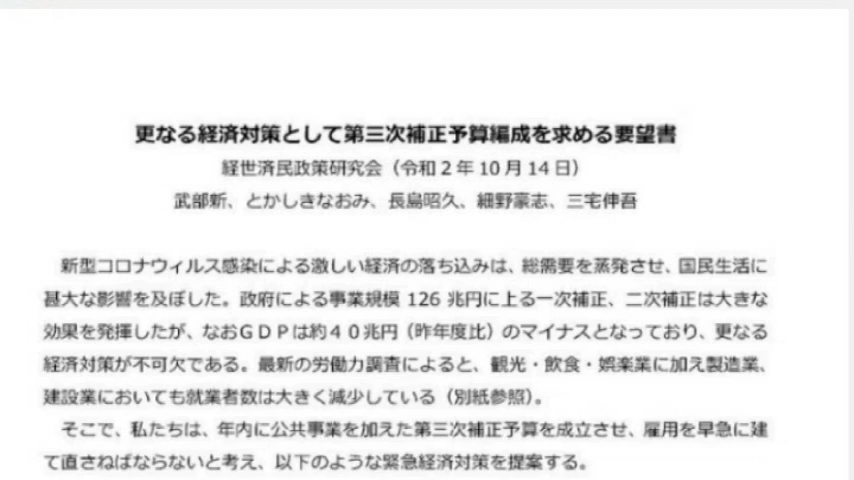 更なる経済対策として第三次補正予算編成を求める要望書
経世済民政策研究会（令和２年 10 月 14 日）
武部新、とかしきなおみ、長島昭久、細野豪志、三宅伸吾
新型コロナウィルス感染による激しい経済の落ち込みは、総需要を蒸発させ、国民生活に
甚大な影響を及ぼした。政府による事業規模 126 兆円に上る一次補正、二次補正は大きな
効果を発揮したが、なおＧＤＰは約４０兆円（昨年度比）のマイナスとなっており、更なる
経済対策が不可欠である。最新の労働力調査によると、観光・飲食・娯楽業に加え製造業、
建設業においても就業者数は大きく減少している（別紙参照）。
そこで、私たちは、年内に公共事業を加えた第三次補正予算を成立させ、雇用を早急に建
て直さねばならないと考え、以下のような緊急経済対策を提案する。